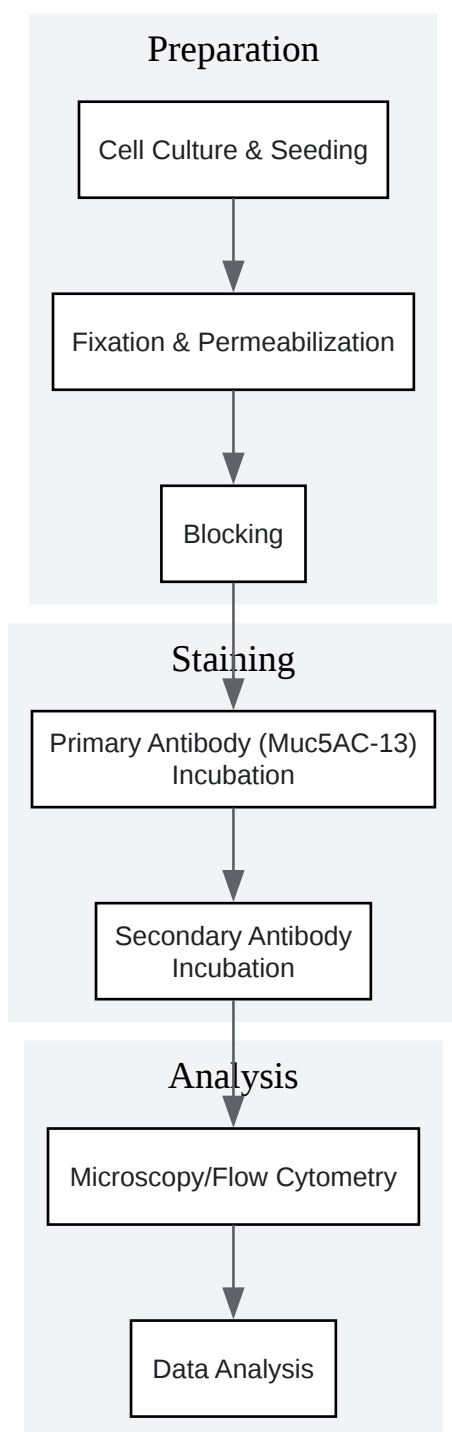 Preparation
Cell Culture & Seeding
Fixation & Permeabilization
Blocking
Staining
Primary Antibody (Muc5AC-13)
Incubation
Secondary Antibody
Incubation
Analysis
Microscopy/Flow Cytometry
Data Analysis